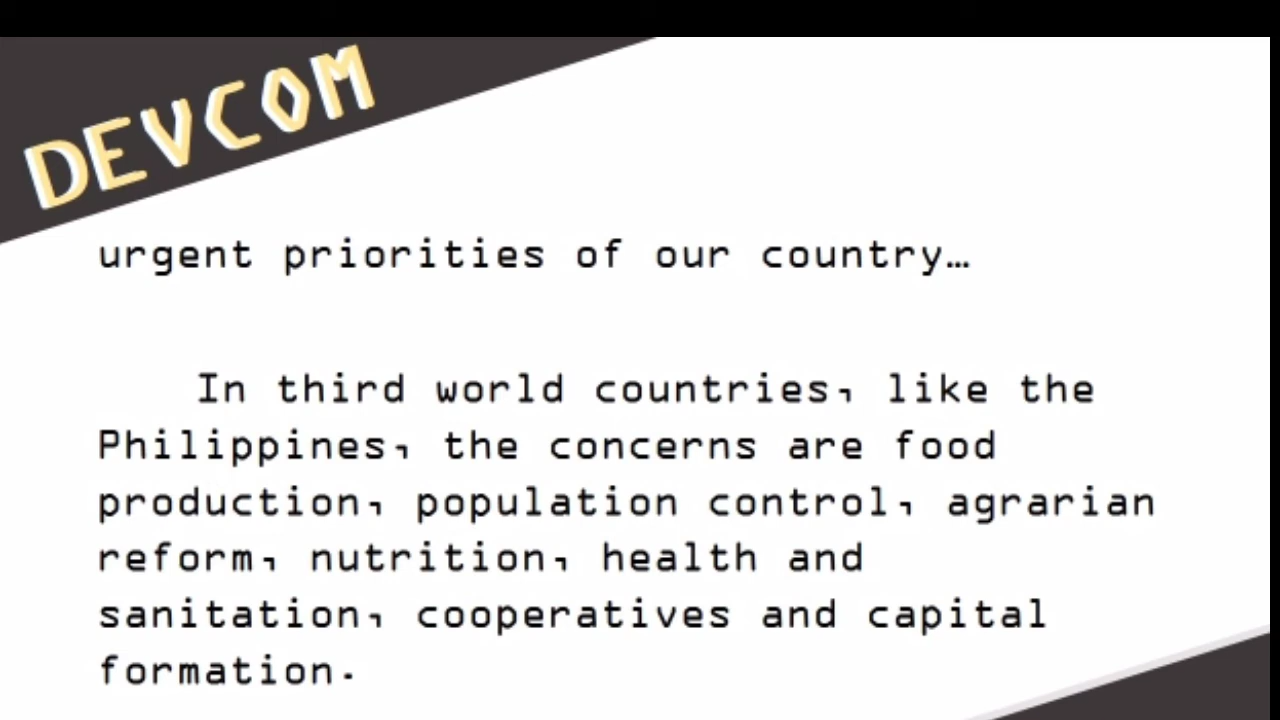 DEVCOM
urgent priorities of our country…
In third world countries, like the
Philippines, the concerns are food
production, population control, agrarian
reform, nutrition, health and
sanitation, cooperatives and capital
formation.